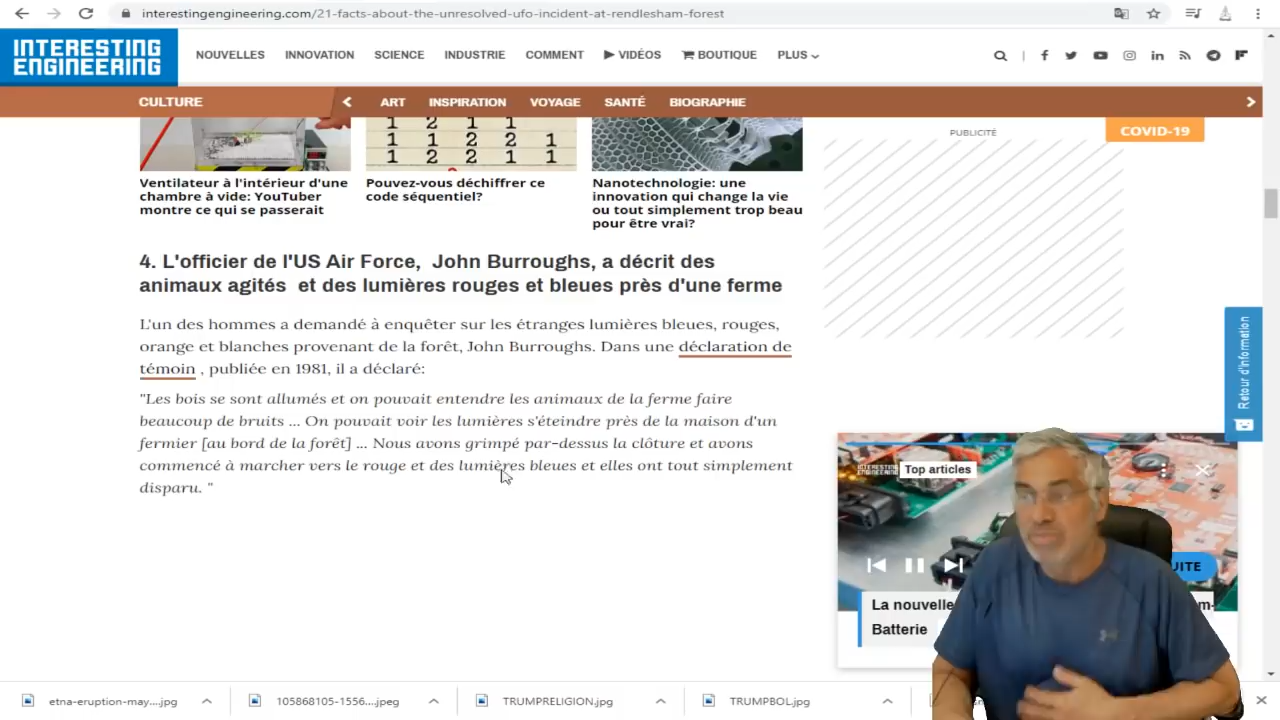 interestingengineering.com/21-facts-about-the-unresolved-ufo-incident-at-rendlesham-forest
INTERESTING
ENGINEERING
NOUVELLES INNOVATION SCIENCE INDUSTRIE COMMENT VIDÉOS BOUTIQUE PLUS
CULTURE ART INSPIRATION VOYAGE SANTÉ BIOGRAPHIE
PUBLICITÉ
COVID-19
1 2 1 1
1 1 2 2 1
1 2 2 1 1
Ventilateur à l'intérieur d'une
chambre à vide: YouTuber
montre ce qui se passerait
Pouvez-vous déchiffrer ce
code séquentiel?
Nanotechnologie: une
innovation qui change la vie
ou tout simplement trop beau
pour être vrai?
4. L'officier de l'US Air Force, John Burroughs, a décrit des
animaux agités et des lumières rouges et bleues près d'une ferme
L'un des hommes a demandé à enquêter sur les étranges lumières bleues, rouges,
orange et blanches provenant de la forêt, John Burroughs. Dans une déclaration de
témoin , publiée en 1981, il a déclaré:
"Les bois se sont allumés et on pouvait entendre les animaux de la ferme faire
beaucoup de bruits ... On pouvait voir les lumières s'éteindre près de la maison d'un
fermier [au bord de la forêt] ... Nous avons grimpé par-dessus la clôture et avons
commencé à marcher vers le rouge et des lumières bleues et elles ont tout simplement
disparu. "
Retour d'information
INTERESTING
ENGINEERING
Top articles
UITE
La nouvelle
Batterie
etna-eruption-may....jpg 105868105-1556....jpeg TRUMPRELIGION.jpg TRUMPBOL.jpg